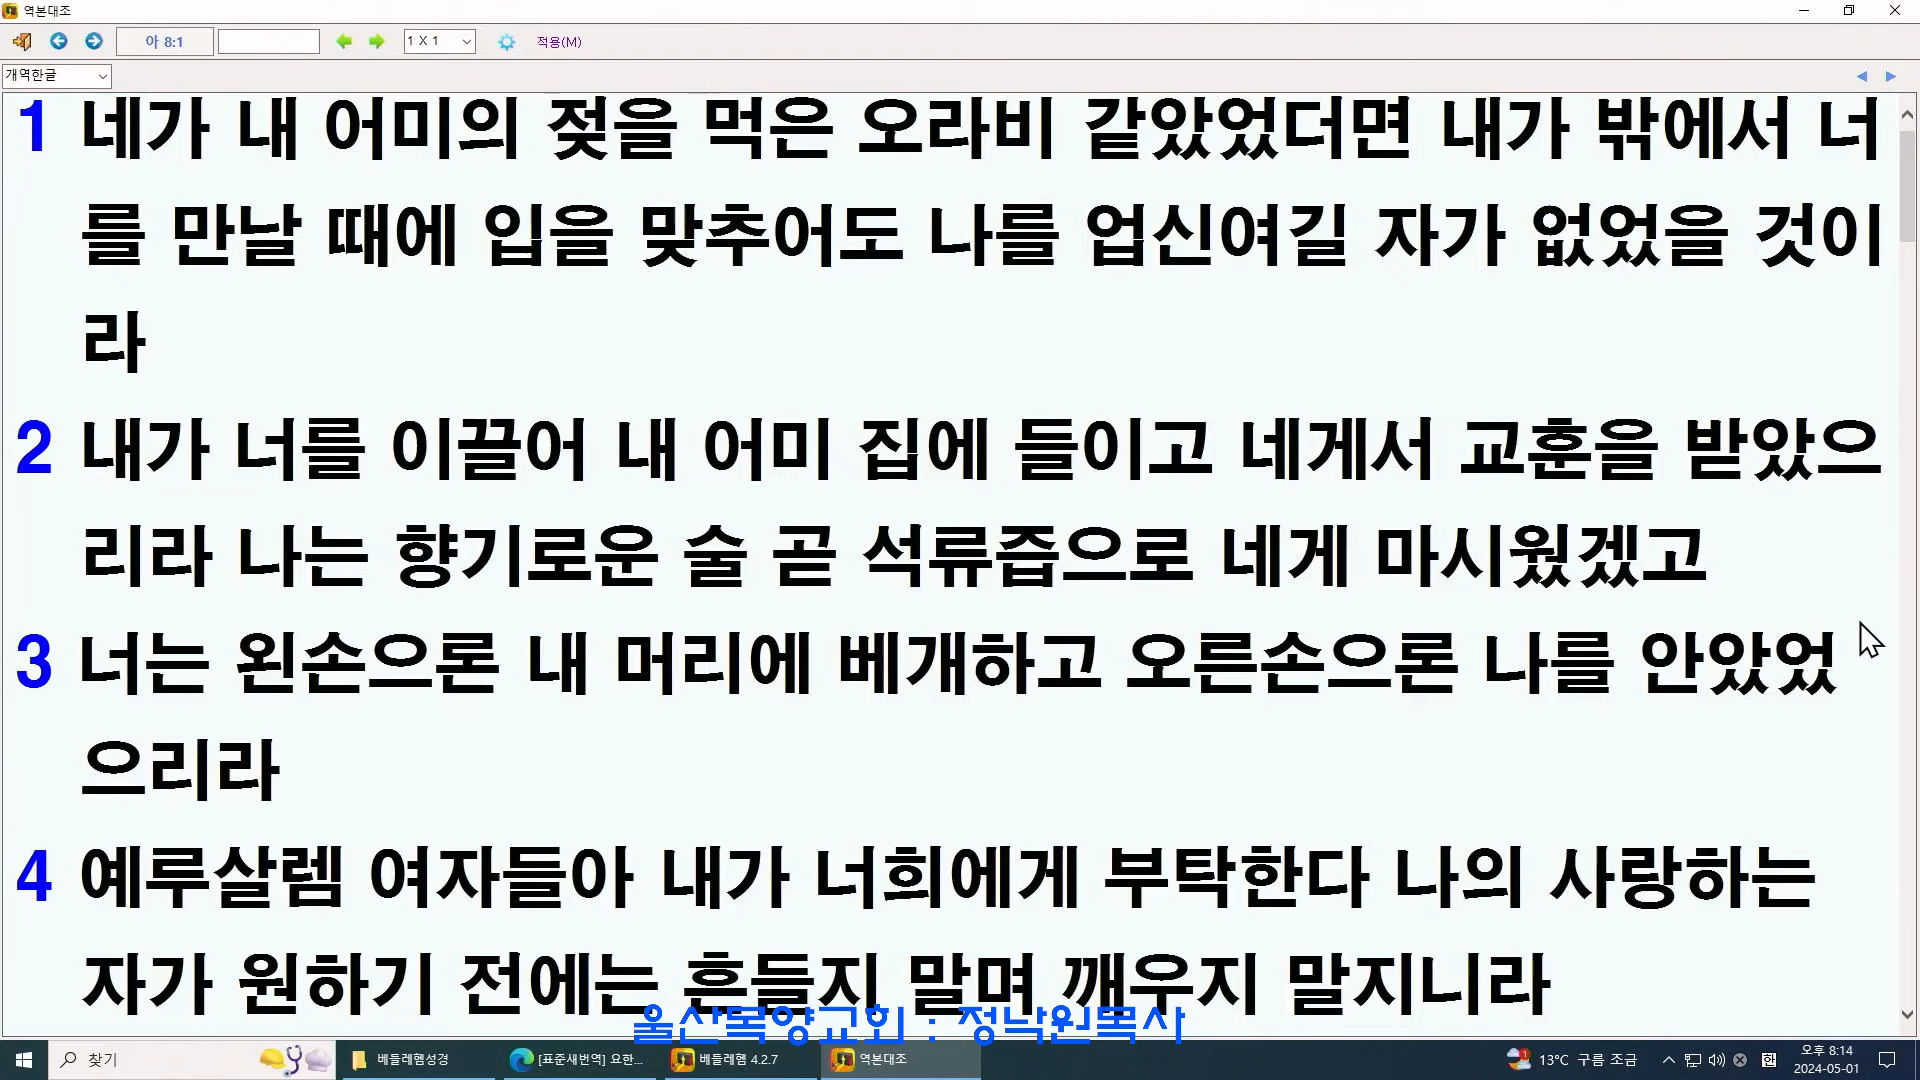 역본대조
아 8:1
1 X 1
적용(M)
개역한글
1 네가 내 어미의 젖을 먹은 오라비 같았었더면 내가 밖에서 너
를 만날 때에 입을 맞추어도 나를 업신여길 자가 없었을 것이
라
2 내가 너를 이끌어 내 어미 집에 들이고 네게서 교훈을 받았으
리라 나는 향기로운 술 곧 석류즙으로 네게 마시웠겠고
3 너는 왼손으론 내 머리에 베개하고 오른손으론 나를 안았었
으리라
4 예루살렘 여자들아 내가 너희에게 부탁한다 나의 사랑하는
자가 원하기 전에는 흔들지 말며 깨우지 말지니라
울산목양교회 : 정낙원목사
찾기
베들레헴성경
[표준새번역] 요한...
베들레헴 4.2.7
역본대조
1
13°C 구름 조금
한
오후 8:14
2024-05-01